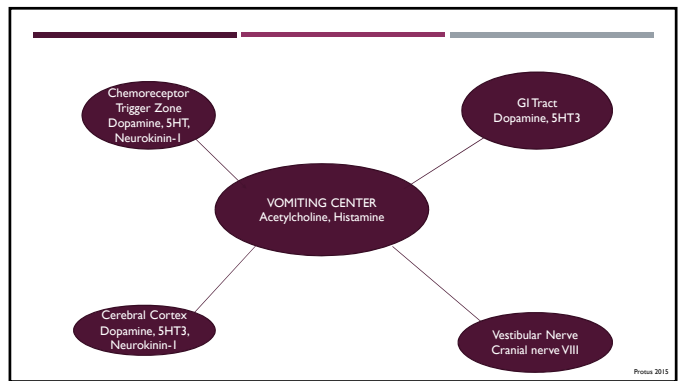 Chemoreceptor
Trigger Zone
Dopamine, 5HT,
Neurokinin-1
GI Tract
Dopamine, 5HT3
VOMITING CENTER
Acetylcholine, Histamine
Cerebral Cortex
Dopamine, 5HT3,
Neurokinin-1
Vestibular Nerve
Cranial nerve VIII
Protus 2015